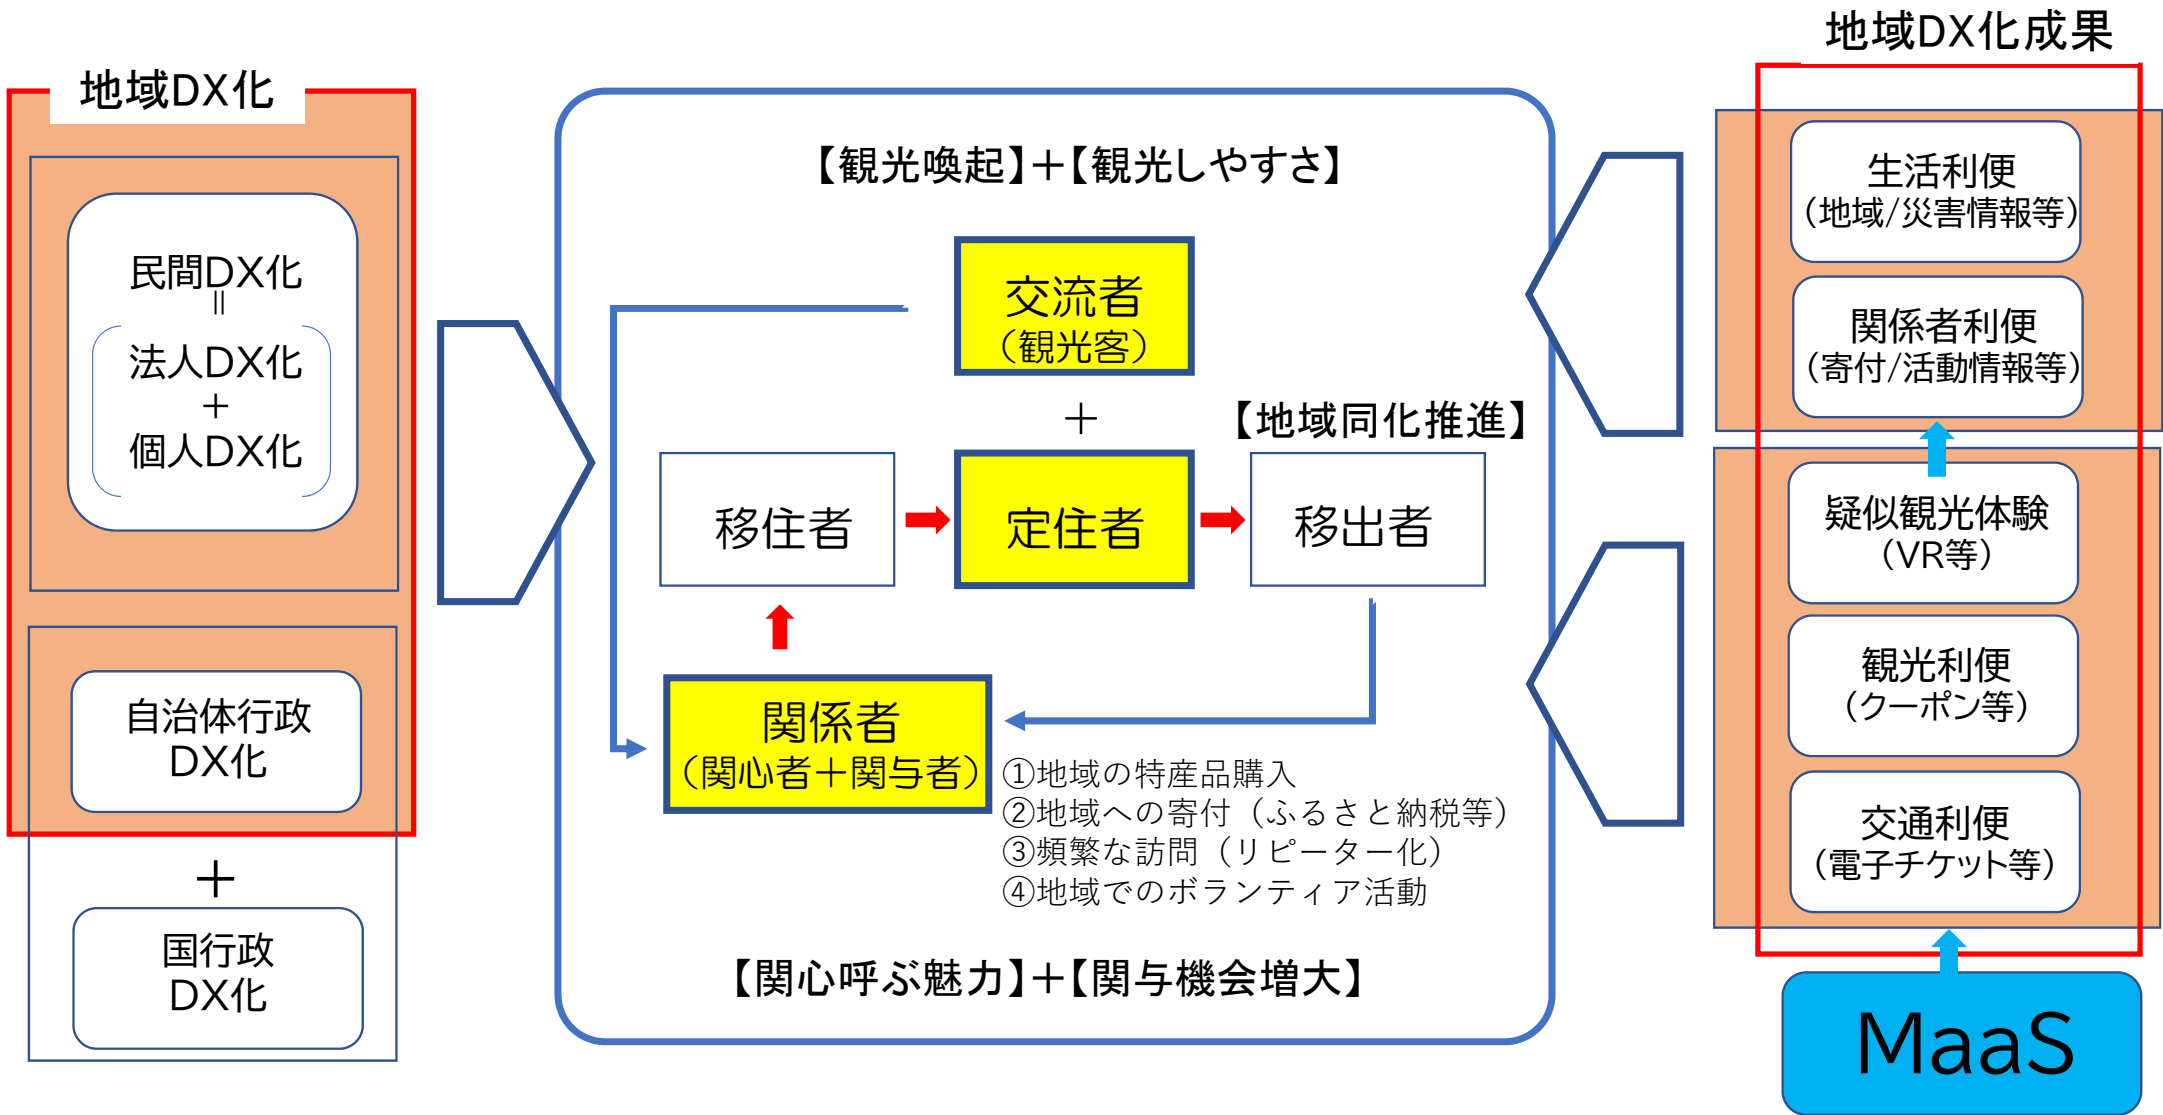 地域DX化
民間DX化
=
法人DX化
+
個人DX化
自治体行政
DX化
+
国行政
DX化
【観光喚起】+【観光しやすさ】
交流者
(観光客)
+
【地域同化推進】
移住者
定住者
移出者
関係者
(関心者+関与者)
①地域の特産品購入
②地域への寄付(ふるさと納税等)
③頻繁な訪問(リピーター化)
④地域でのボランティア活動
【関心呼ぶ魅力】+【関与機会増大】
地域DX化成果
生活利便
(地域/災害情報等)
関係者利便
(寄付/活動情報等)
疑似観光体験
(VR等)
観光利便
(クーポン等)
交通利便
(電子チケット等)
MaaS